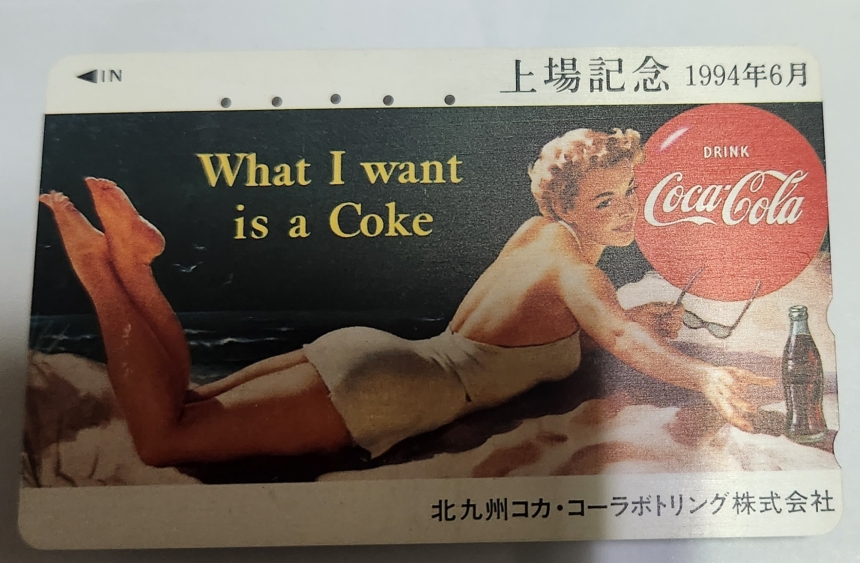 ◀IN
上場記念 1994年6月
What I want
is a Coke
DRINK
Coca-Cola
北九州コカ・コーラボトリング株式会社